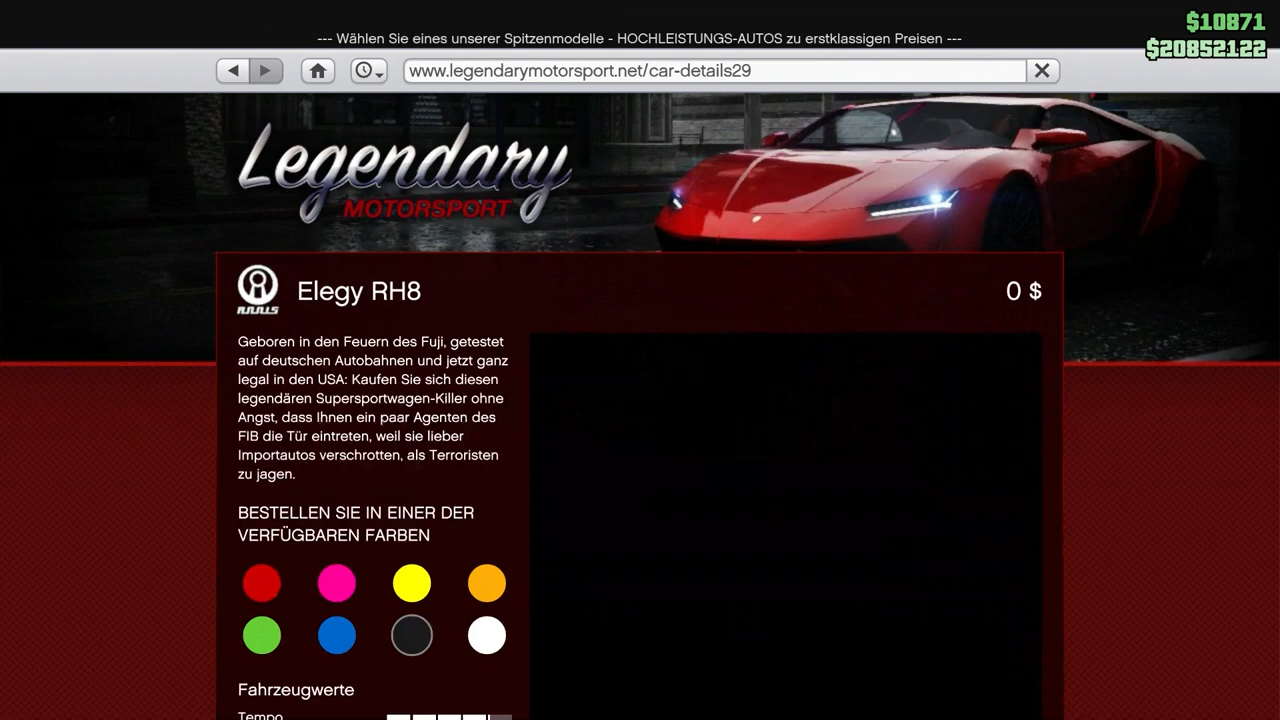 $10871
--- Wählen Sie eines unserer Spitzenmodelle - HOCHLEISTUNGS-AUTOS zu erstklassigen Preisen ---
$20852122
www.legendarymotorsport.net/car-details29
Legendary
MOTORSPORT
ANNIS
Elegy RH8
0 $
Geboren in den Feuern des Fuji, getestet
auf deutschen Autobahnen und jetzt ganz
legal in den USA: Kaufen Sie sich diesen
legendären Supersportwagen-Killer ohne
Angst, dass Ihnen ein paar Agenten des
FIB die Tür eintreten, weil sie lieber
Importautos verschrotten, als Terroristen
zu jagen.
BESTELLEN SIE IN EINER DER
VERFÜGBAREN FARBEN
Fahrzeugwerte
Tempo